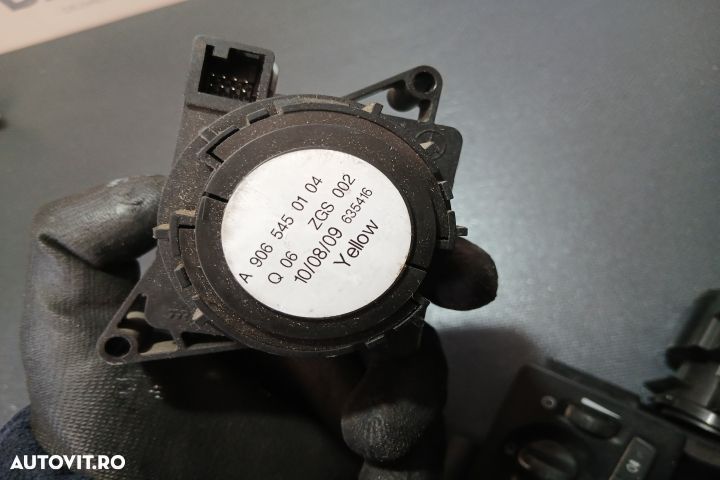 A 906 545 01 04
Q 06 ZGS 002
10/08/09 635416
Yellow
AUTOVIT.RO